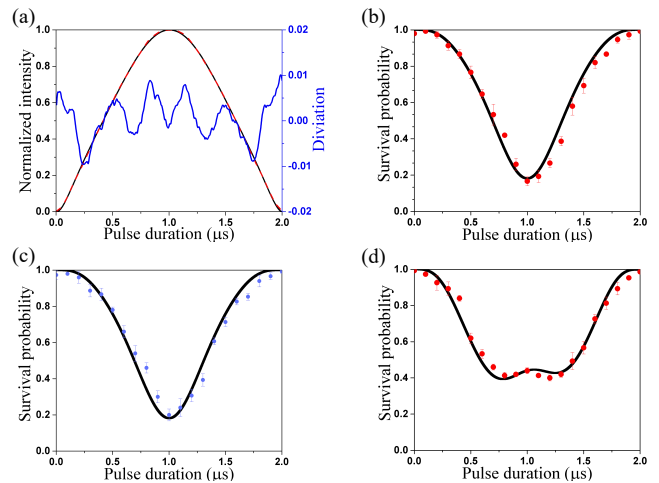 (a)
1.0
0.8
0.6
0.4
0.2
0.0
Normalized intensity
0.02
0.01
0.00
-0.01
-0.02
Diviation
0.0 0.5 1.0 1.5 2.0
Pulse duration (μs)
(b)
1.0
0.8
0.6
0.4
0.2
0.0
Survival probability
0.0 0.5 1.0 1.5 2.0
Pulse duration (μs)
(c)
1.0
0.8
0.6
0.4
0.2
0.0
Survival probability
0.0 0.5 1.0 1.5 2.0
Pulse duration (μs)
(d)
1.0
0.8
0.6
0.4
0.2
0.0
Survival probability
0.0 0.5 1.0 1.5 2.0
Pulse duration (μs)